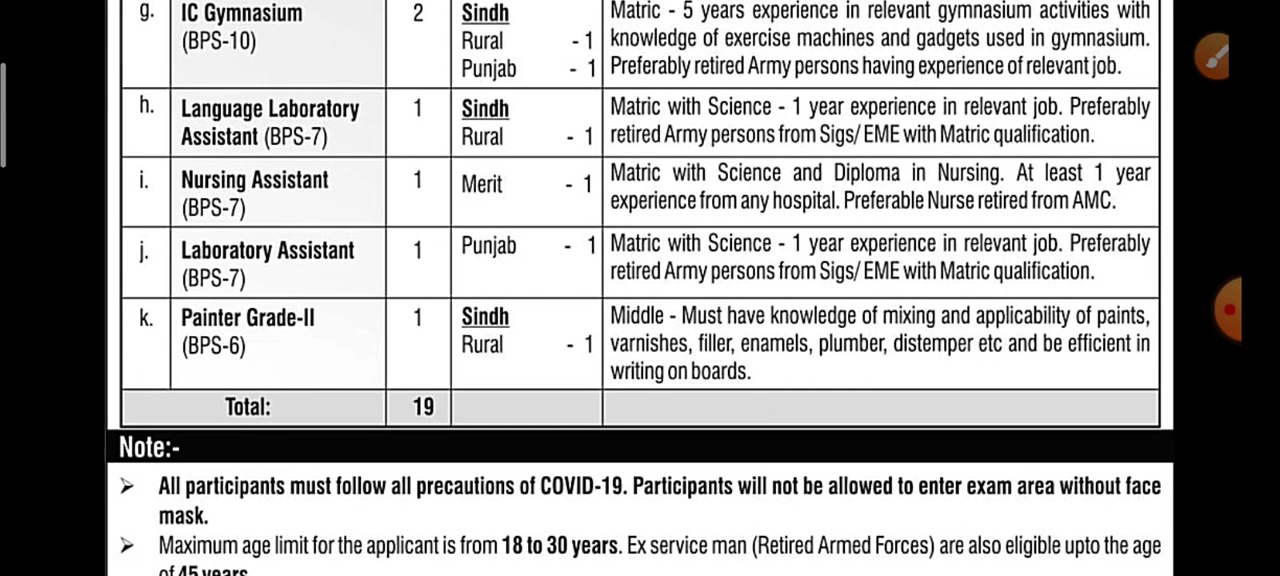 g. IC Gymnasium 2 Sindh Matric - 5 years experience in relevant gymnasium activities with
(BPS-10) Rural - 1 knowledge of exercise machines and gadgets used in gymnasium.
Punjab - 1 Preferably retired Army persons having experience of relevant job.
h. Language Laboratory 1 Sindh Matric with Science - 1 year experience in relevant job. Preferably
Assistant (BPS-7) Rural - 1 retired Army persons from Sigs/ EME with Matric qualification.
i. Nursing Assistant 1 Merit - 1 Matric with Science and Diploma in Nursing. At least 1 year
(BPS-7) experience from any hospital. Preferable Nurse retired from AMC.
j. Laboratory Assistant 1 Punjab - 1 Matric with Science - 1 year experience in relevant job. Preferably
(BPS-7) retired Army persons from Sigs/ EME with Matric qualification.
k. Painter Grade-II 1 Sindh Middle - Must have knowledge of mixing and applicability of paints,
(BPS-6) Rural - 1 varnishes, filler, enamels, plumber, distemper etc and be efficient in
writing on boards.
Total: 19
Note:-
➢ All participants must follow all precautions of COVID-19. Participants will not be allowed to enter exam area without face
mask.
➢ Maximum age limit for the applicant is from 18 to 30 years. Ex service man (Retired Armed Forces) are also eligible upto the age
of 45 years